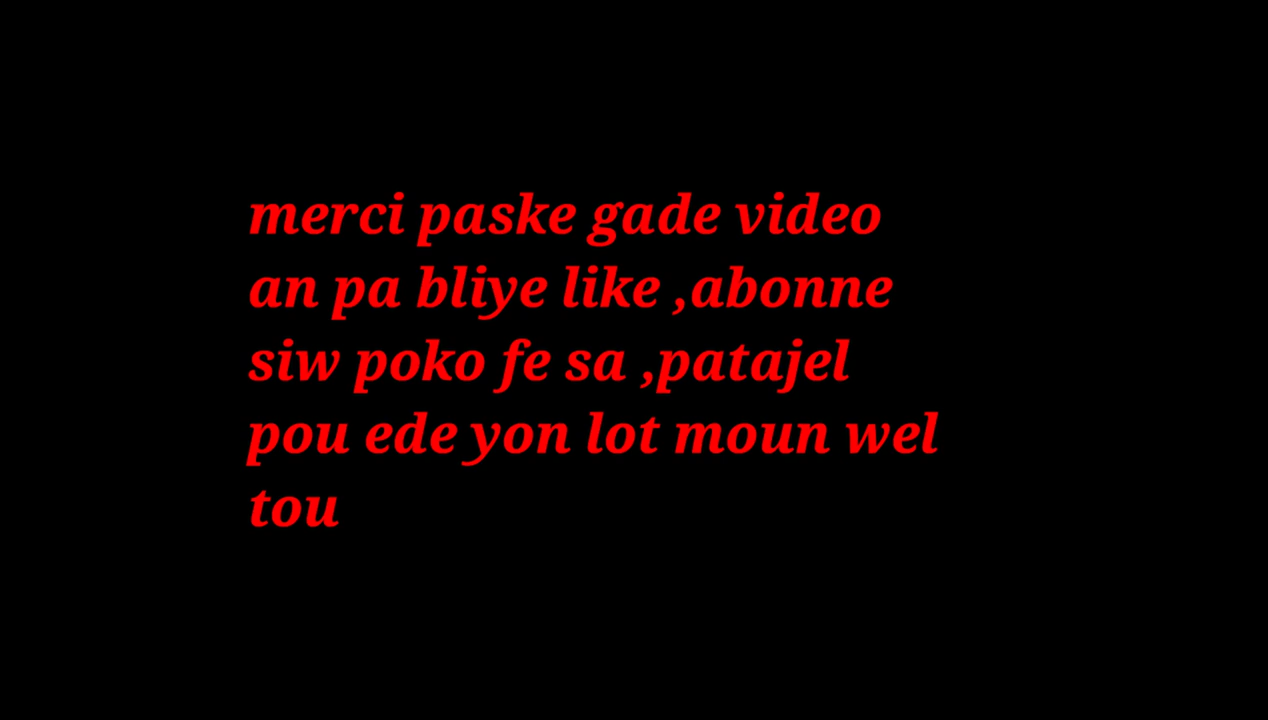 merci paske gade video
an pa bliye like ,abonne
siw poko fe sa ,patajel
pou ede yon lot moun wel
tou